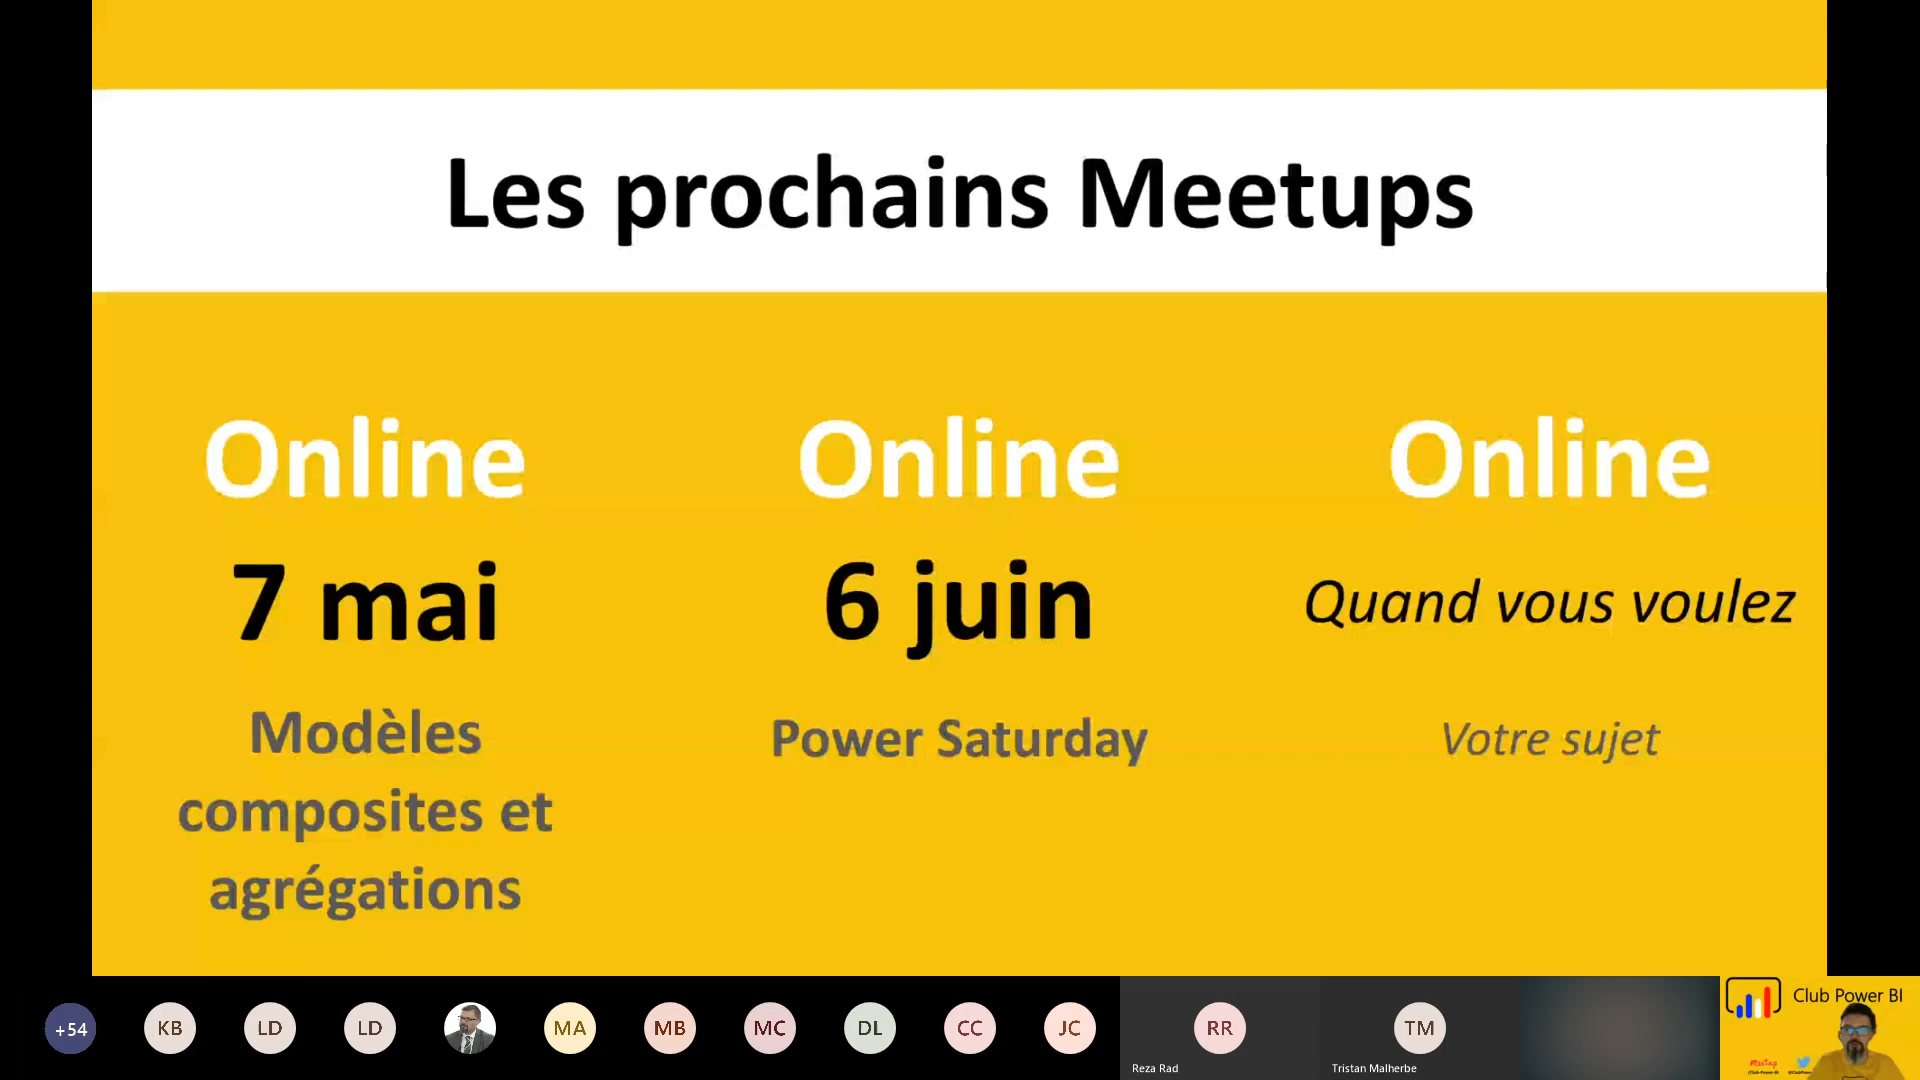 Les prochains Meetups
Online
7 mai
Modèles
composites et
agrégations
Online
6 juin
Power Saturday
Online
Quand vous voulez
Votre sujet
+54
KB
LD
LD
MA
MB
MC
DL
CC
JC
RR
Reza Rad
TM
Tristan Malherbe
Club Power BI